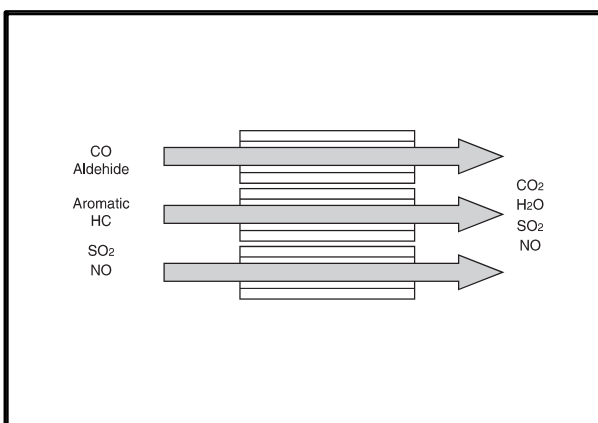 CO
Aldehide
Aromatic
HC
SO2
NO
CO2
H2O
SO2
NO